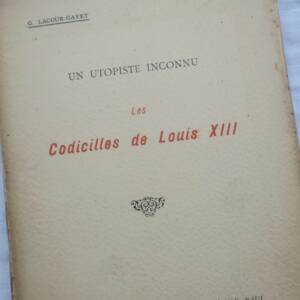 G. LACOUR-GAYET
UN UTOPISTE INCONNU
Les
Codicilles de Louis XIII